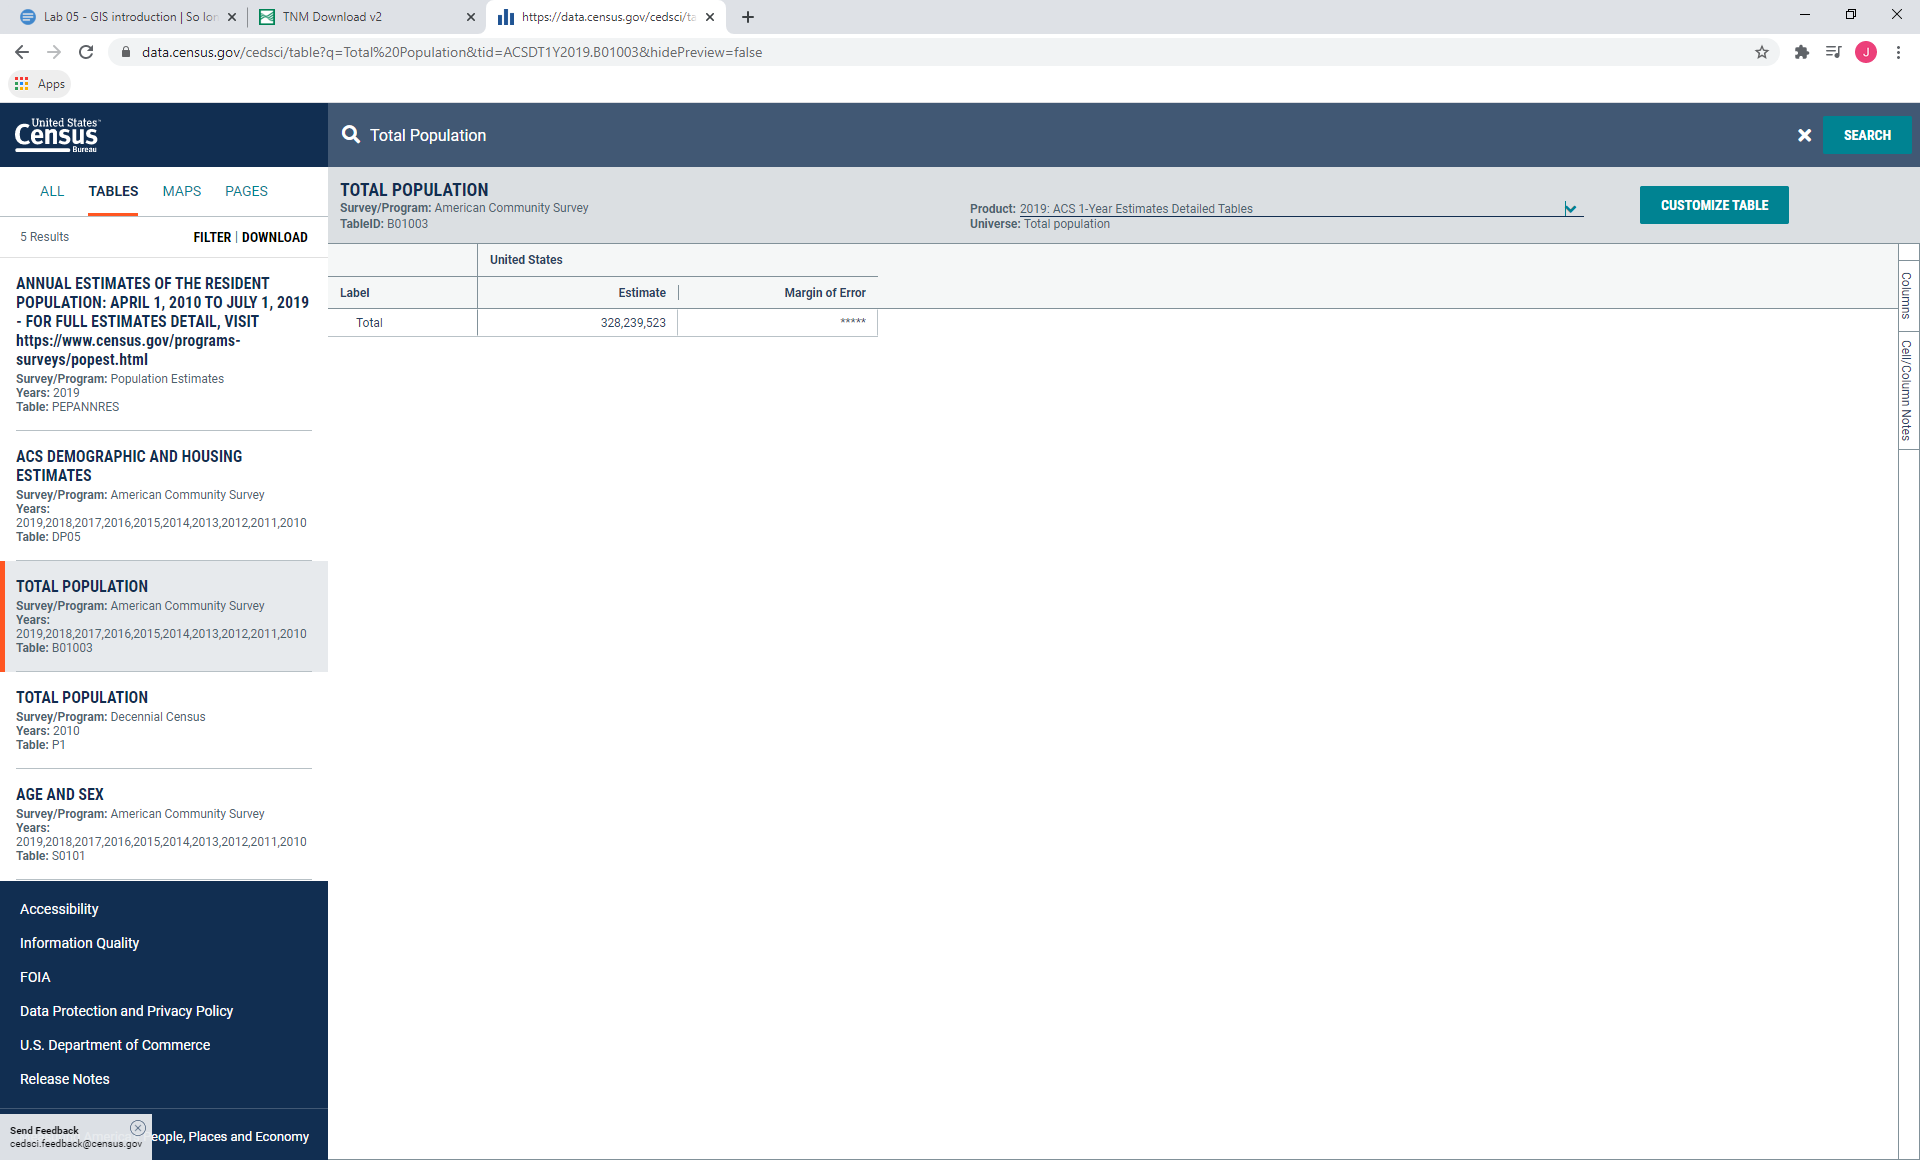 Lab 05 - GIS introduction | So lon
TNM Download v2
https://data.census.gov/cedsci/ta
data.census.gov/cedsci/table?q=Total%20Population&tid=ACSDT1Y2019.B01003&hidePreview=false
J
Apps
United States™
Census
Bureau
Total Population
SEARCH
ALL TABLES MAPS PAGES
5 Results
FILTER | DOWNLOAD
ANNUAL ESTIMATES OF THE RESIDENT
POPULATION: APRIL 1, 2010 TO JULY 1, 2019
- FOR FULL ESTIMATES DETAIL, VISIT
https://www.census.gov/programs-
surveys/popest.html
Survey/Program: Population Estimates
Years: 2019
Table: PEPANNRES
ACS DEMOGRAPHIC AND HOUSING
ESTIMATES
Survey/Program: American Community Survey
Years:
2019,2018,2017,2016,2015,2014,2013,2012,2011,2010
Table: DP05
TOTAL POPULATION
Survey/Program: American Community Survey
Years:
2019,2018,2017,2016,2015,2014,2013,2012,2011,2010
Table: B01003
TOTAL POPULATION
Survey/Program: Decennial Census
Years: 2010
Table: P1
AGE AND SEX
Survey/Program: American Community Survey
Years:
2019,2018,2017,2016,2015,2014,2013,2012,2011,2010
Table: S0101
Accessibility
Information Quality
FOIA
Data Protection and Privacy Policy
U.S. Department of Commerce
Release Notes
Send Feedback
cedsci.feedback@census.gov
eople, Places and Economy
TOTAL POPULATION
Survey/Program: American Community Survey
TableID: B01003
Product: 2019: ACS 1-Year Estimates Detailed Tables
Universe: Total population
CUSTOMIZE TABLE
United States
Label Estimate Margin of Error
Total 328,239,523 *****
Columns
Cell/Column Notes